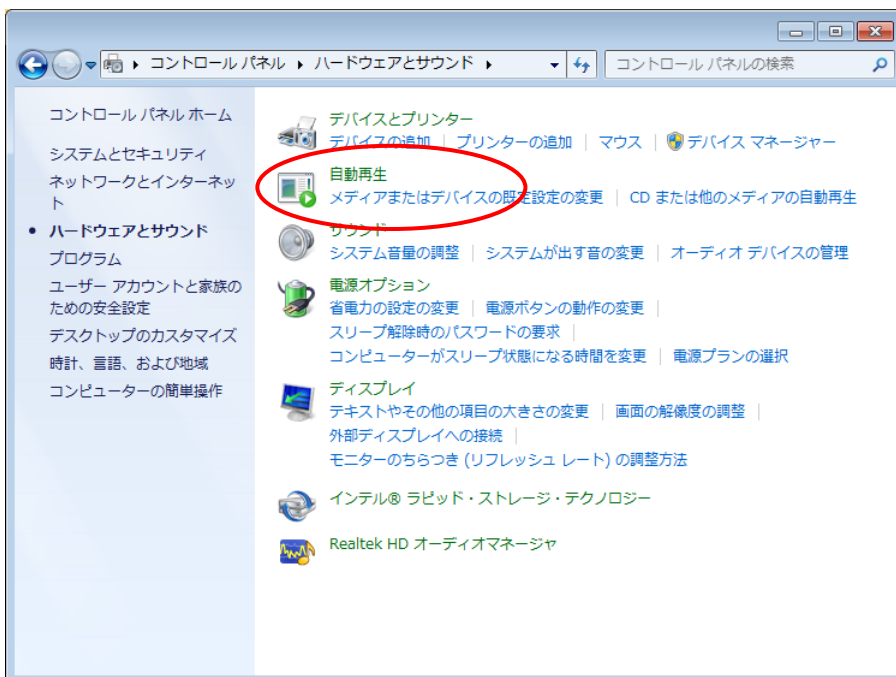 コントロール パネル ハードウェアとサウンド コントロール パネルの検索
コントロール パネル ホーム
システムとセキュリティ
ネットワークとインターネッ
ト
ハードウェアとサウンド
プログラム
ユーザー アカウントと家族の
ための安全設定
デスクトップのカスタマイズ
時計、言語、および地域
コンピューターの簡単操作
デバイスとプリンター
デバイスの追加 プリンターの追加 マウス デバイス マネージャー
自動再生
メディアまたはデバイスの既定設定の変更 CD または他のメディアの自動再生
サウンド
システム音量の調整 システムが出す音の変更 オーディオ デバイスの管理
電源オプション
省電力の設定の変更 電源ボタンの動作の変更
スリープ解除時のパスワードの要求
コンピューターがスリープ状態になる時間を変更 電源プランの選択
ディスプレイ
テキストやその他の項目の大きさの変更 画面の解像度の調整
外部ディスプレイへの接続
モニターのちらつき (リフレッシュ レート) の調整方法
インテル® ラピッド・ストレージ・テクノロジー
Realtek HD オーディオマネージャ